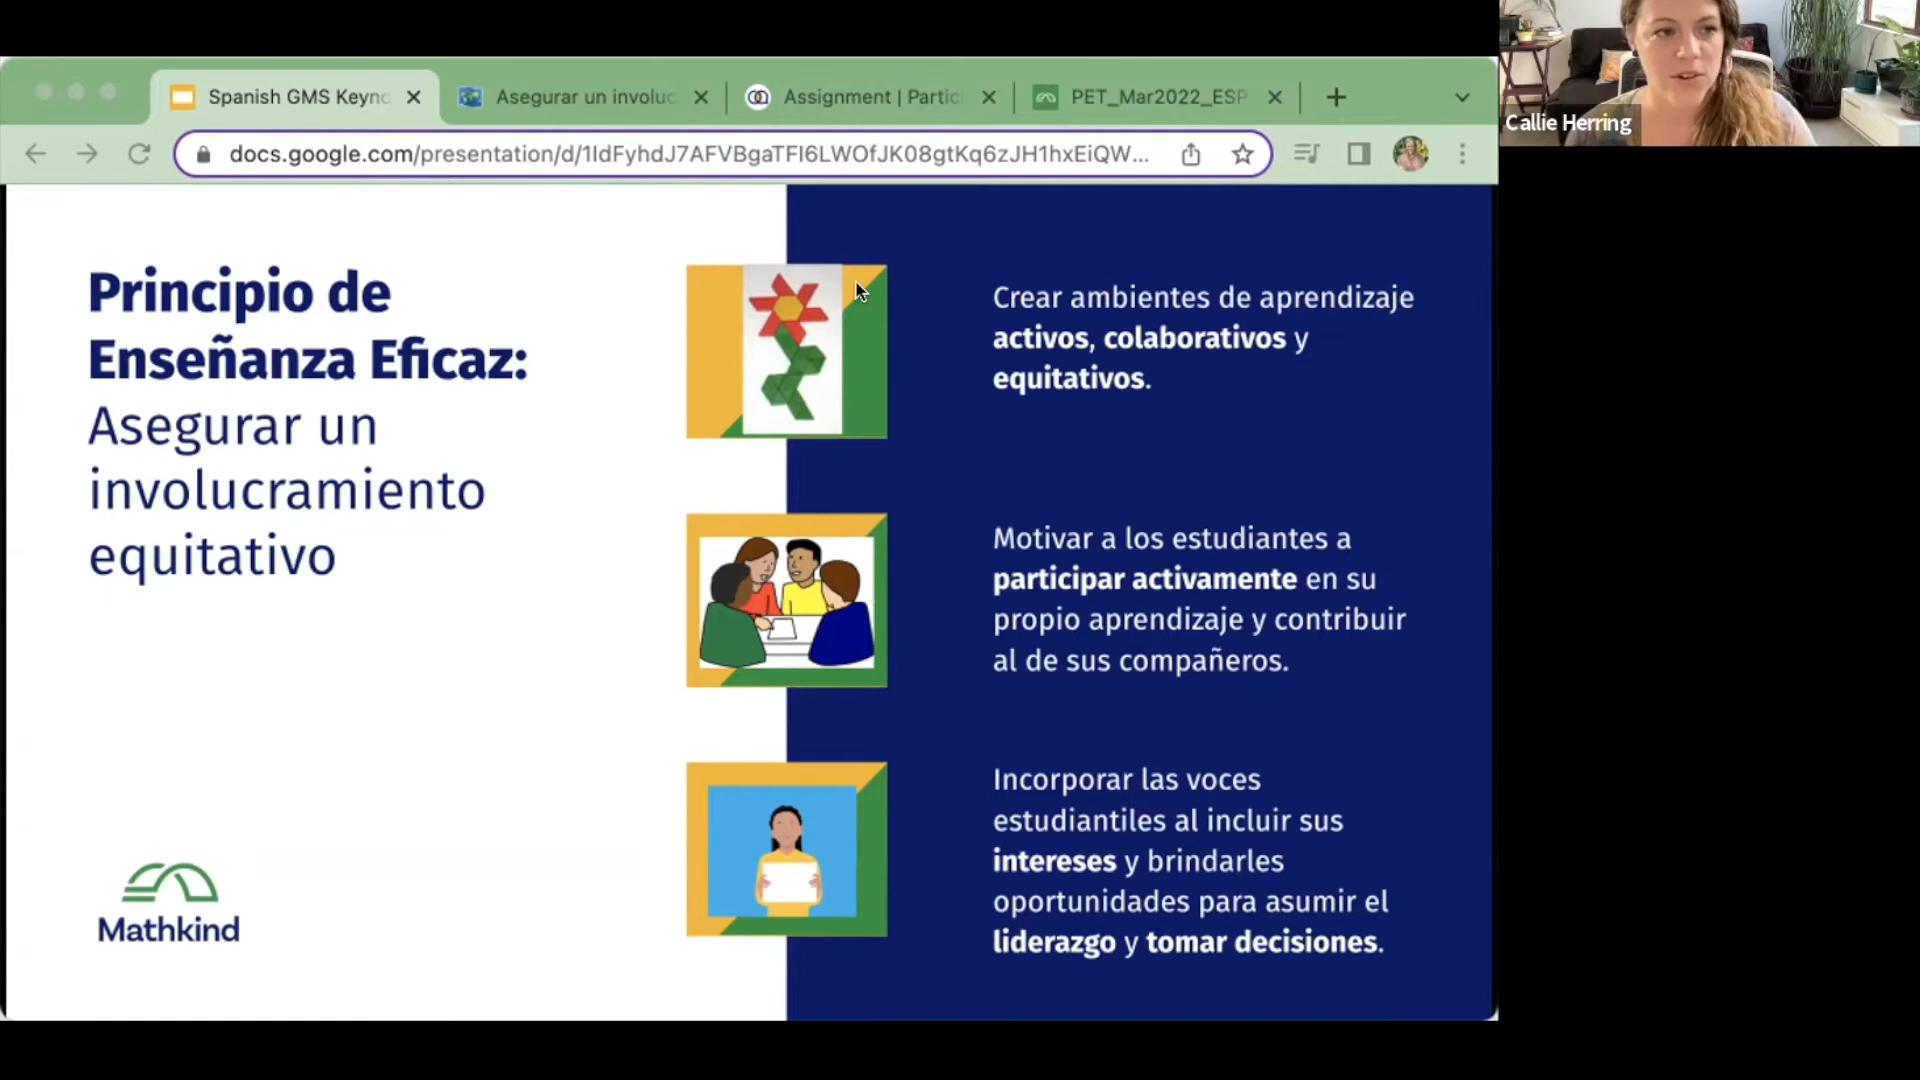 Spanish GMS Keyno
Asegurar un involuc
Assignment | Partic
PET_Mar2022_ESP
docs.google.com/presentation/d/1IdFyhdJ7AFVBgaTFI6LWOfJK08gtKq6zJH1hxEiQW...
Callie Herring
Principio de
Enseñanza Eficaz:
Asegurar un
involucramiento
equitativo
Mathkind
Crear ambientes de aprendizaje
activos, colaborativos y
equitativos.
Motivar a los estudiantes a
participar activamente en su
propio aprendizaje y contribuir
al de sus compañeros.
Incorporar las voces
estudiantiles al incluir sus
intereses y brindarles
oportunidades para asumir el
liderazgo y tomar decisiones.